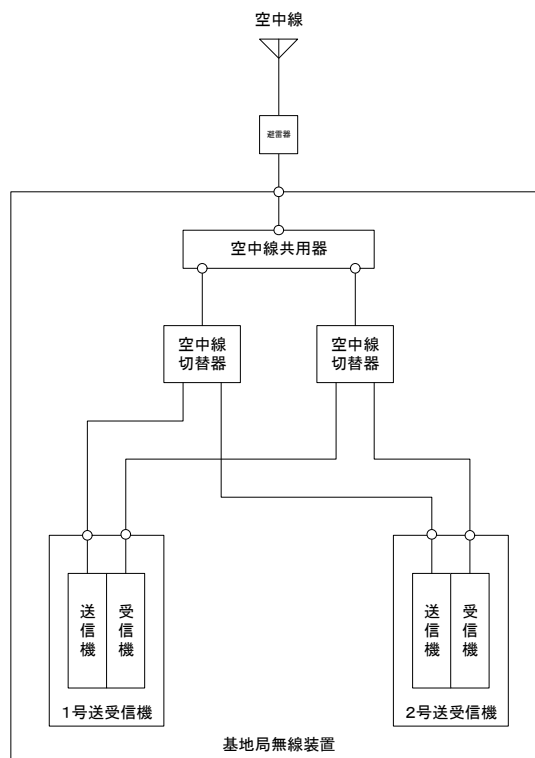 空中線
避雷器
空中線共用器
空中線
切替器
空中線
切替器
送信機
受信機
送信機
受信機
1号送受信機
2号送受信機
基地局無線装置